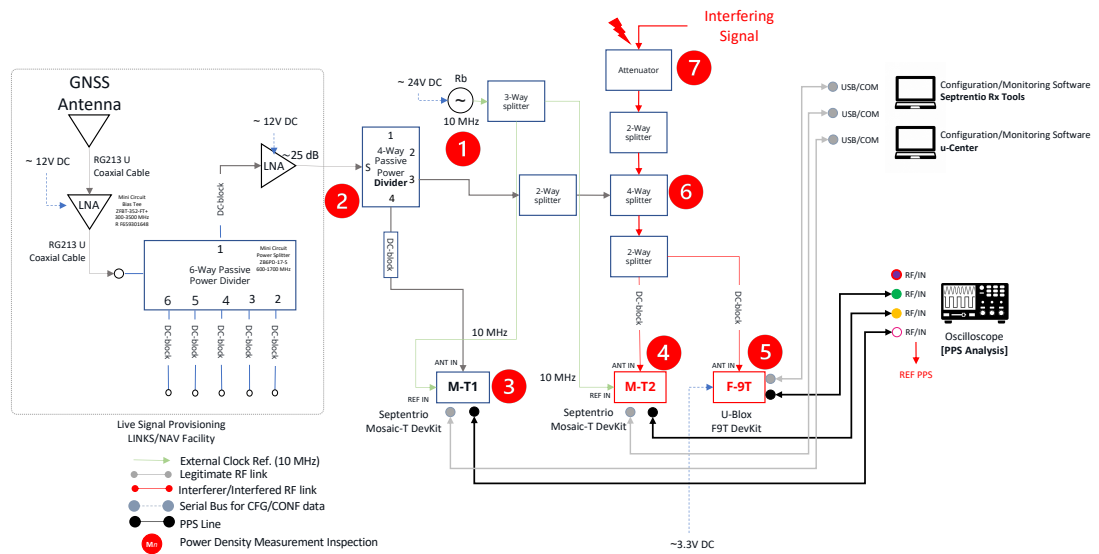 Interfering
Signal
7
Attenuator
GNSS
Antenna
~ 24V DC
Rb
~
10 MHz
3-Way
splitter
1
2-Way
splitter
USB/COM
Configuration/Monitoring Software
Septrentio Rx Tools
USB/COM
USB/COM
Configuration/Monitoring Software
u-Center
~ 12V DC
~25 dB
LNA
~ 12V DC
RG213 U
Coaxial Cable
LNA
Mini Circuit
Bias Tee
ZFBT-352-FT+
300-3500 MHz
R F659301648
DC-block
1
S
4-Way
Passive
Power
Divider
2
3
4
2
2-Way
splitter
4-Way
splitter
6
RG213 U
Coaxial Cable
1
Mini Circuit
Power Splitter
ZB6PD-17-S
600-1700 MHz
6-Way Passive
Power Divider
6 5 4 3 2
DC-block
DC-block
DC-block
DC-block
DC-block
DC-block
2-Way
splitter
DC-block
DC-block
RF/IN
RF/IN
RF/IN
RF/IN
Oscilloscope
[PPS Analysis]
REF PPS
10 MHz
ANT IN
M-T1
3
REF IN
Septentrio
Mosaic-T DevKit
10 MHz
ANT IN
4
M-T2
REF IN
Septentrio
Mosaic-T DevKit
ANT IN
5
F-9T
U-Blox
F9T DevKit
~3.3V DC
Live Signal Provisioning
LINKS/NAV Facility
External Clock Ref. (10 MHz)
Legitimate RF link
Interferer/Interfered RF link
Serial Bus for CFG/CONF data
PPS Line
Mn
Power Density Measurement Inspection